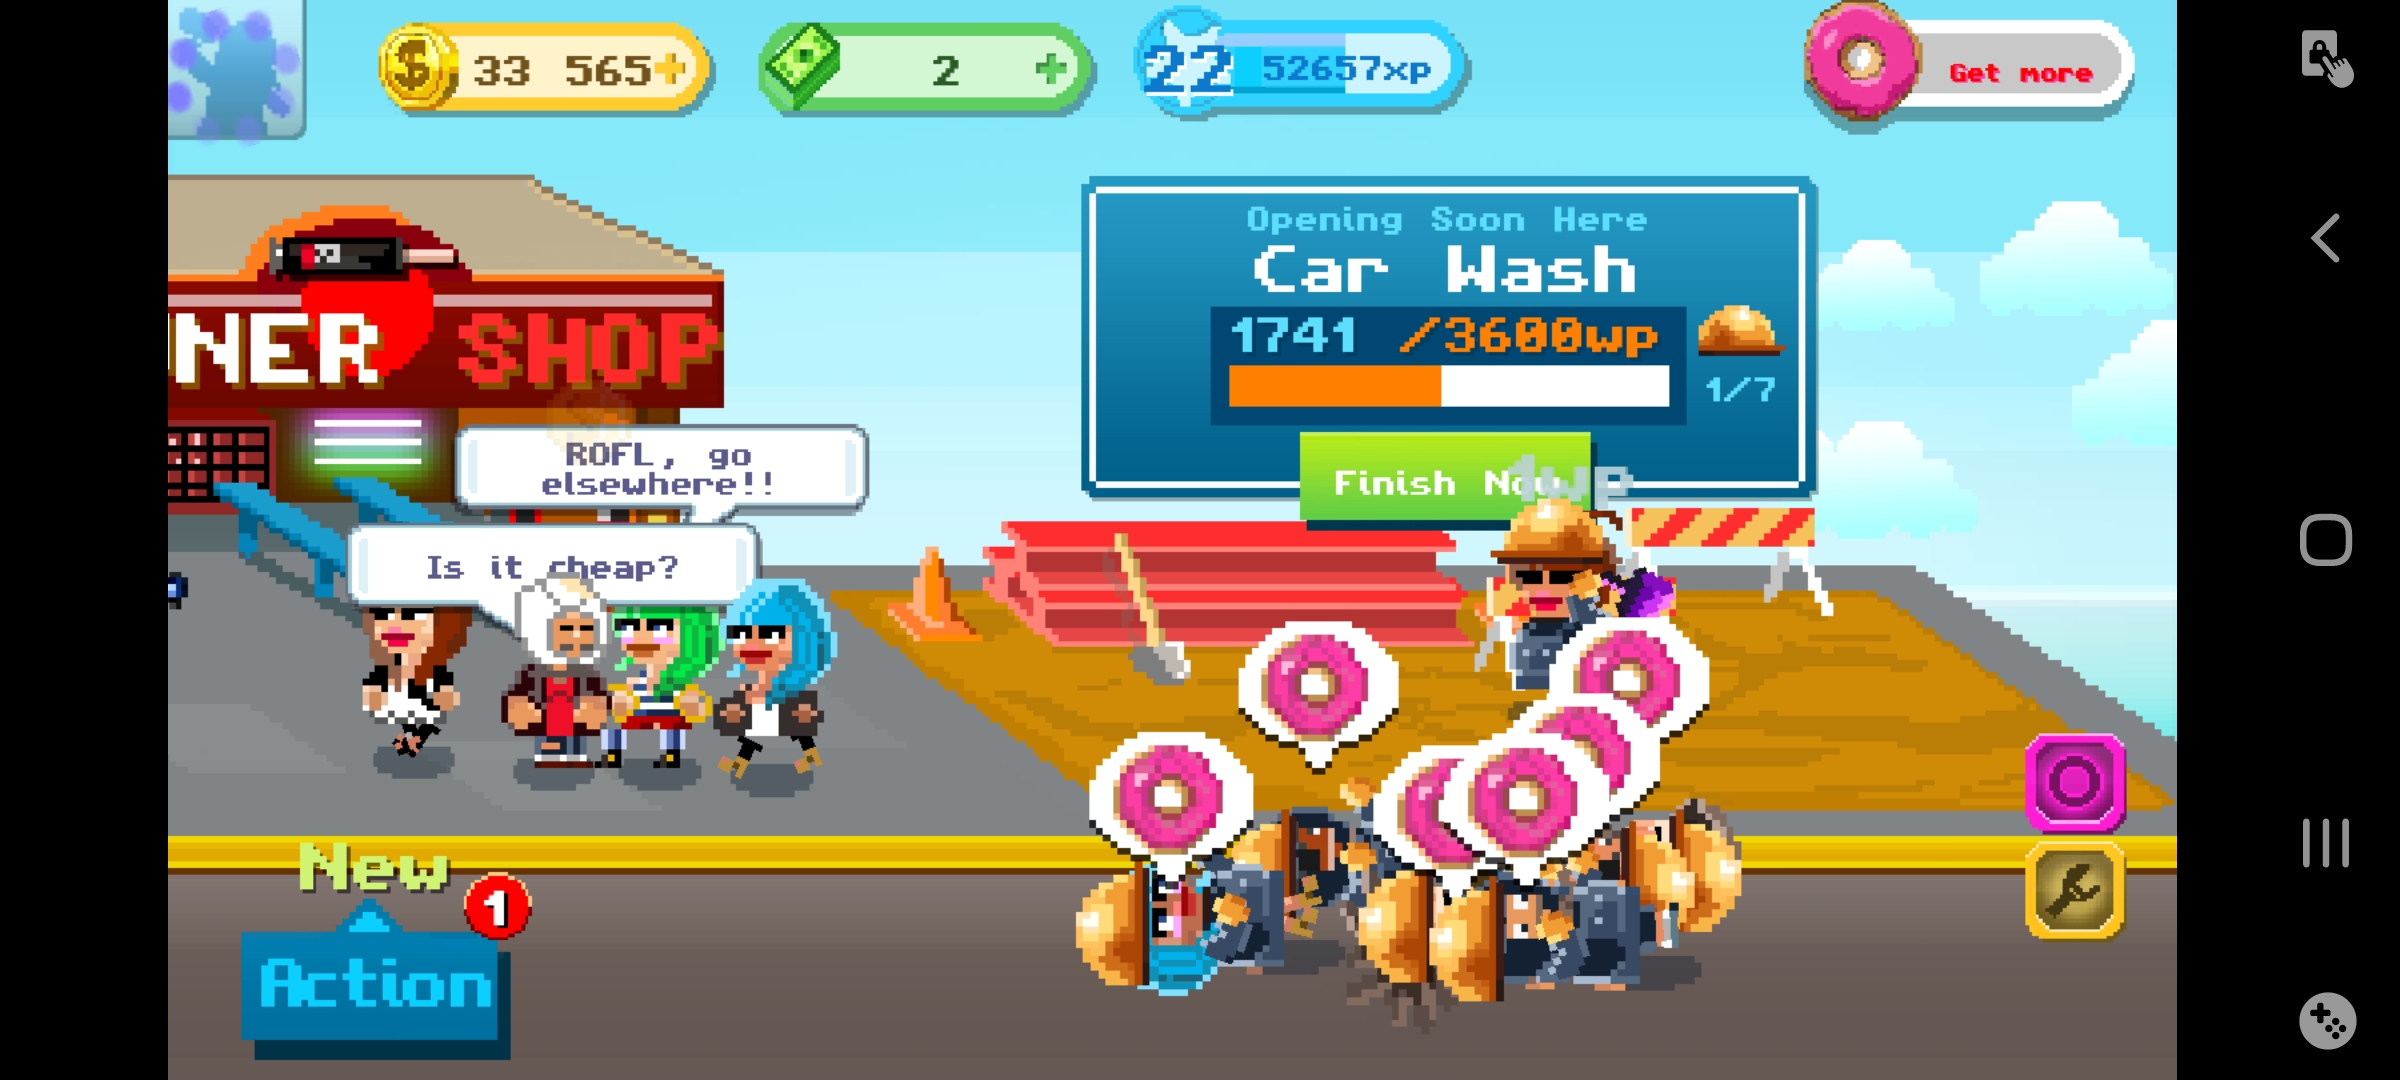 33 565+
2 +
22 52657xp
Get more
Opening Soon Here
Car Wash
1741 /3600wp
1/7
Finish Now
1wp
NER SHOP
ROFL, go
elsewhere!!
Is it cheap?
New
1
Action